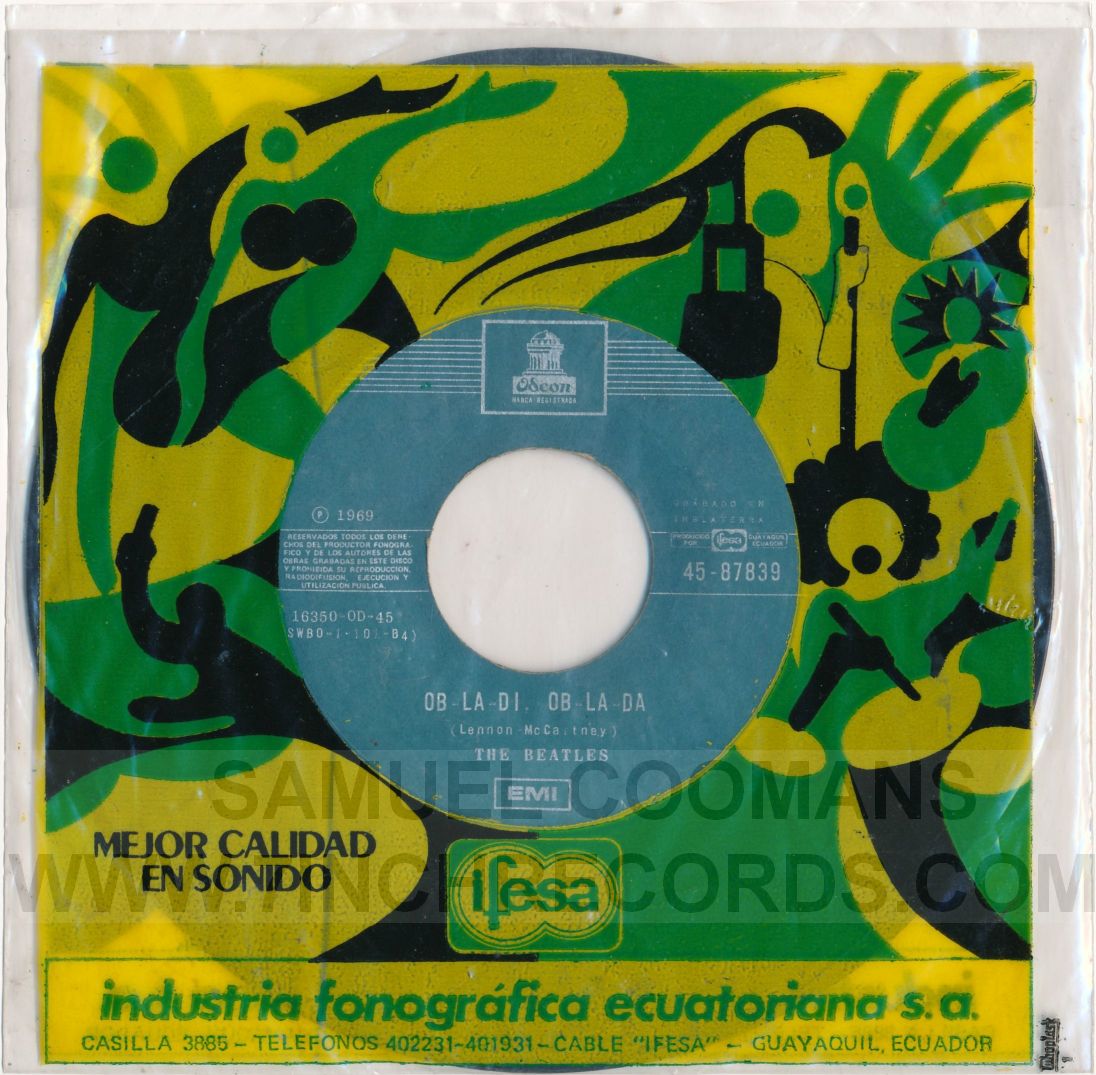 Odeon
MARCA REGISTRADA
℗ 1969
RESERVADOS TODOS LOS DERE-
CHOS DEL PRODUCTOR FONOGRA-
FICO Y DE LOS AUTORES DE LAS
OBRAS GRABADAS EN ESTE DISCO
Y PROHIBIDA SU REPRODUCCION,
RADIODIFUSION, EJECUCION Y
UTILIZACION PUBLICA.
16350-OD-45
GRABADO EN
INGLATERRA
PRODUCIDO POR ifesa GUAYAQUIL ECUADOR
45-87839
OB-LA-DI, OB-LA-DA
(Lennon-McCartney)
THE BEATLES
EMI
SAMUEL COOMANS
MEJOR CALIDAD
EN SONIDO
ifesa
industria fonográfica ecuatoriana s.a.
CASILLA 3885 - TELEFONOS 402231-401931 - CABLE "IFESA" - GUAYAQUIL, ECUADOR